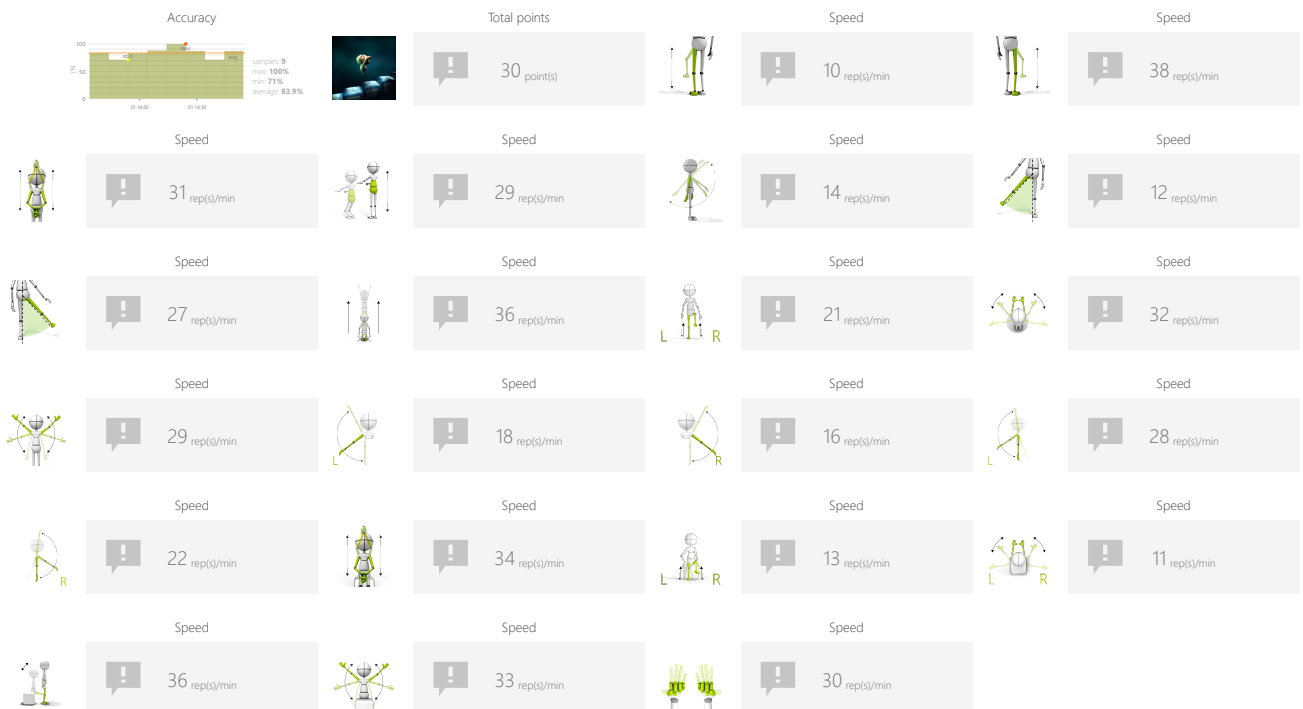 Accuracy
Total points
Speed
Speed
100
50
0
[%]
avg
01:14:00
01:14:30
samples: 9
max: 100%
min: 71%
average: 83.9%
30 point(s)
10 rep(s)/min
38 rep(s)/min
Speed
Speed
Speed
Speed
31 rep(s)/min
29 rep(s)/min
14 rep(s)/min
12 rep(s)/min
Speed
Speed
Speed
Speed
27 rep(s)/min
36 rep(s)/min
L R
21 rep(s)/min
32 rep(s)/min
Speed
Speed
Speed
Speed
29 rep(s)/min
L
18 rep(s)/min
R
16 rep(s)/min
L
28 rep(s)/min
Speed
Speed
Speed
Speed
R
22 rep(s)/min
34 rep(s)/min
L R
13 rep(s)/min
L R
11 rep(s)/min
Speed
Speed
Speed
36 rep(s)/min
33 rep(s)/min
30 rep(s)/min